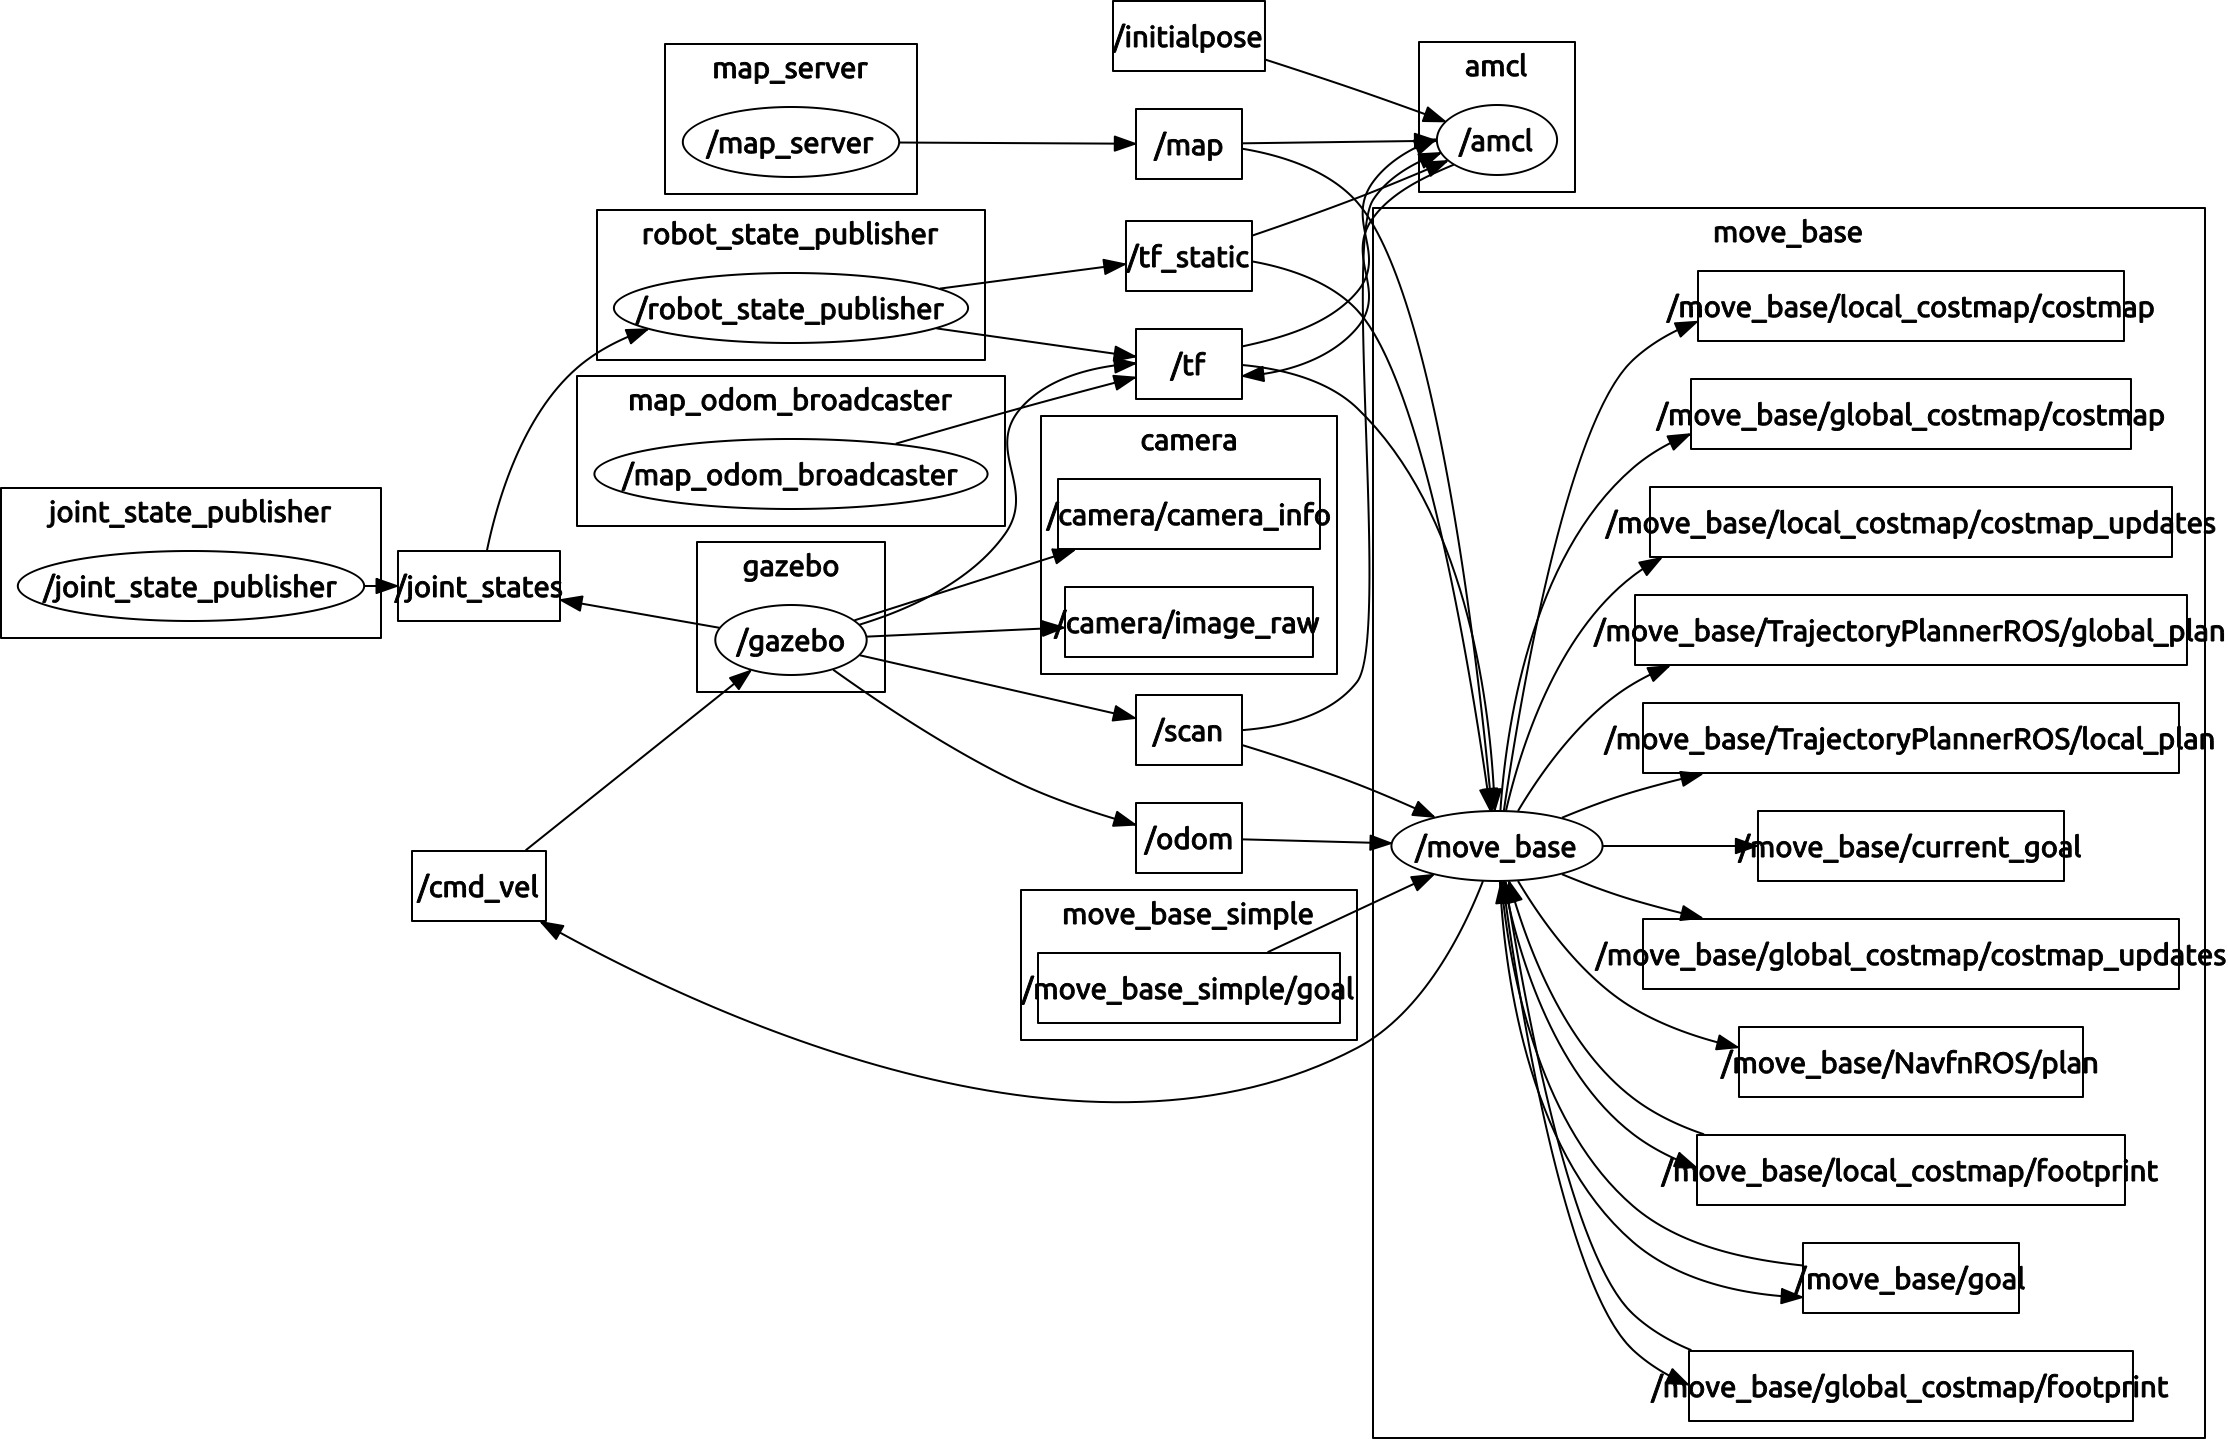 /initialpose
map_server
/map_server
/map
amcl
/amcl
robot_state_publisher
/robot_state_publisher
/tf_static
/tf
map_odom_broadcaster
/map_odom_broadcaster
camera
/camera/camera_info
/camera/image_raw
joint_state_publisher
/joint_state_publisher
/joint_states
gazebo
/gazebo
/scan
/odom
/cmd_vel
move_base_simple
/move_base_simple/goal
move_base
/move_base
/move_base/local_costmap/costmap
/move_base/global_costmap/costmap
/move_base/local_costmap/costmap_updates
/move_base/TrajectoryPlannerROS/global_plan
/move_base/TrajectoryPlannerROS/local_plan
/move_base/current_goal
/move_base/global_costmap/costmap_updates
/move_base/NavfnROS/plan
/move_base/local_costmap/footprint
/move_base/goal
/move_base/global_costmap/footprint